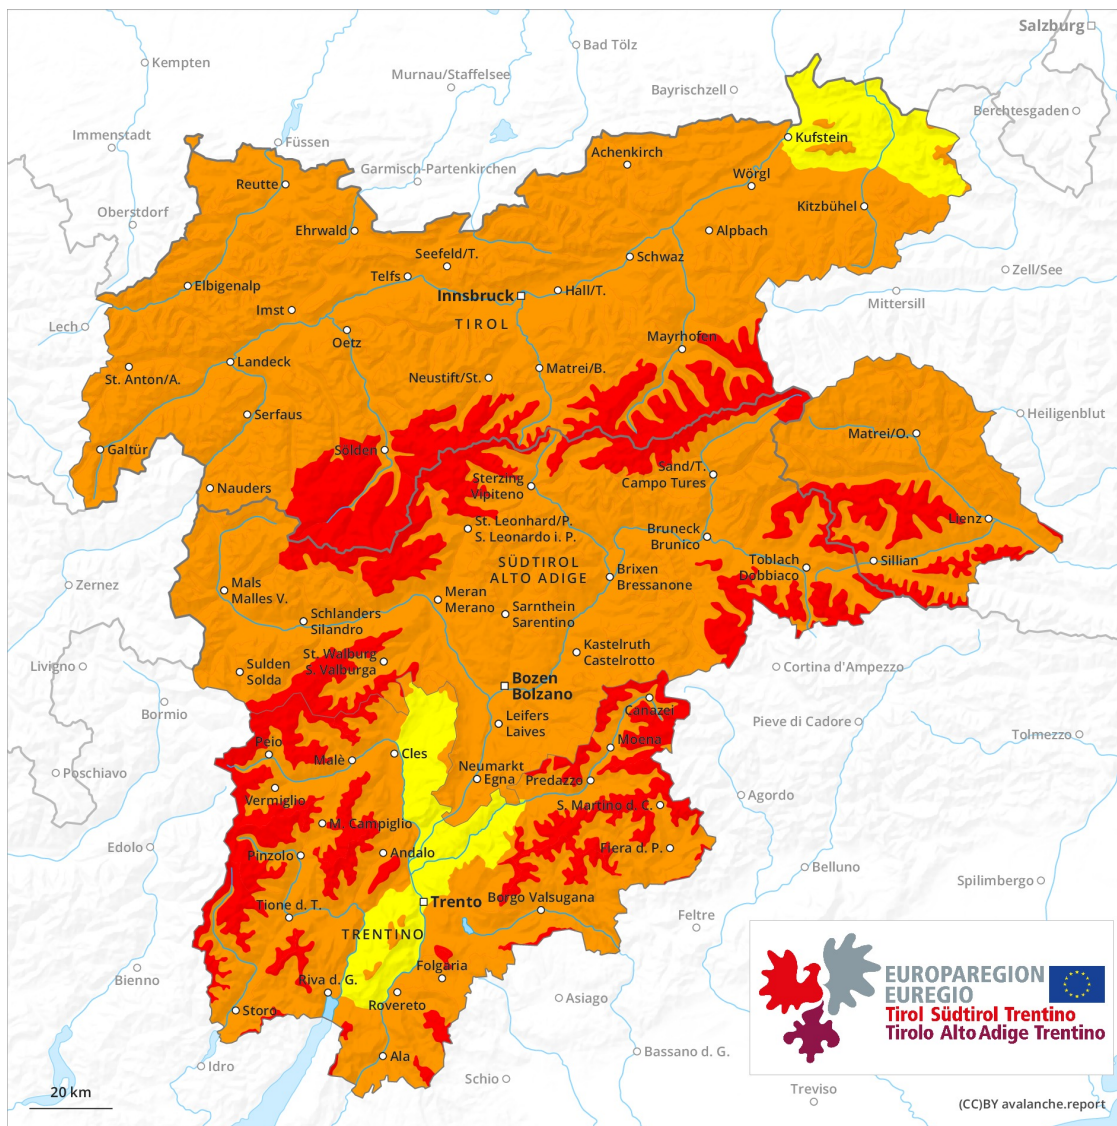 Salzburg
Bad Tölz
Kempten
Murnau/Staffelsee
Bayrischzell
Berchtesgaden
Immenstadt
Füssen
Kufstein
Achenkirch
Garmisch-Partenkirchen
Wörgl
Reutte
Oberstdorf
Kitzbühel
Ehrwald
Alpbach
Seefeld/T.
Schwaz
Zell/See
Telfs
Elbigenalp
Hall/T.
Innsbruck
Mittersill
Imst
TIROL
Lech
Oetz
Mayrhofen
Landeck
Matrei/B.
St. Anton/A.
Neustift/St.
Serfaus
Heiligenblut
Matrei/O.
Galtür
Sölden
Sand/T.
Campo Tures
Sterzing
Vipiteno
Nauders
Lienz
St. Leonhard/P.
S. Leonardo i. P.
Bruneck
Brunico
SÜDTIROL
ALTO ADIGE
Toblach
Dobbiaco
Sillian
Brixen
Bressanone
Zernez
Mals
Malles V.
Meran
Merano
Sarnthein
Sarentino
Schlanders
Silandro
Kastelruth
Castelrotto
St. Walburg
S. Valburga
Livigno
Sulden
Solda
Cortina d'Ampezzo
Bozen
Bolzano
Bormio
Canazei
Leifers
Laives
Pieve di Cadore
Tolmezzo
Peio
Moena
Cles
Malè
Poschiavo
Neumarkt
Egna
Predazzo
Vermiglio
Agordo
S. Martino d. C.
M. Campiglio
Edolo
Pinzolo
Andalo
Fiera d. P.
Belluno
Spilimbergo
Tione d. T.
Trento
Borgo Valsugana
Feltre
TRENTINO
Bienno
Folgaria
Riva d. G.
Rovereto
Asiago
Storo
Ala
Bassano d. G.
Idro
Schio
Treviso
EUROPAREGION
EUREGIO
Tirol Südtirol Trentino
Tirolo Alto Adige Trentino
20 km
(CC)BY avalanche.report